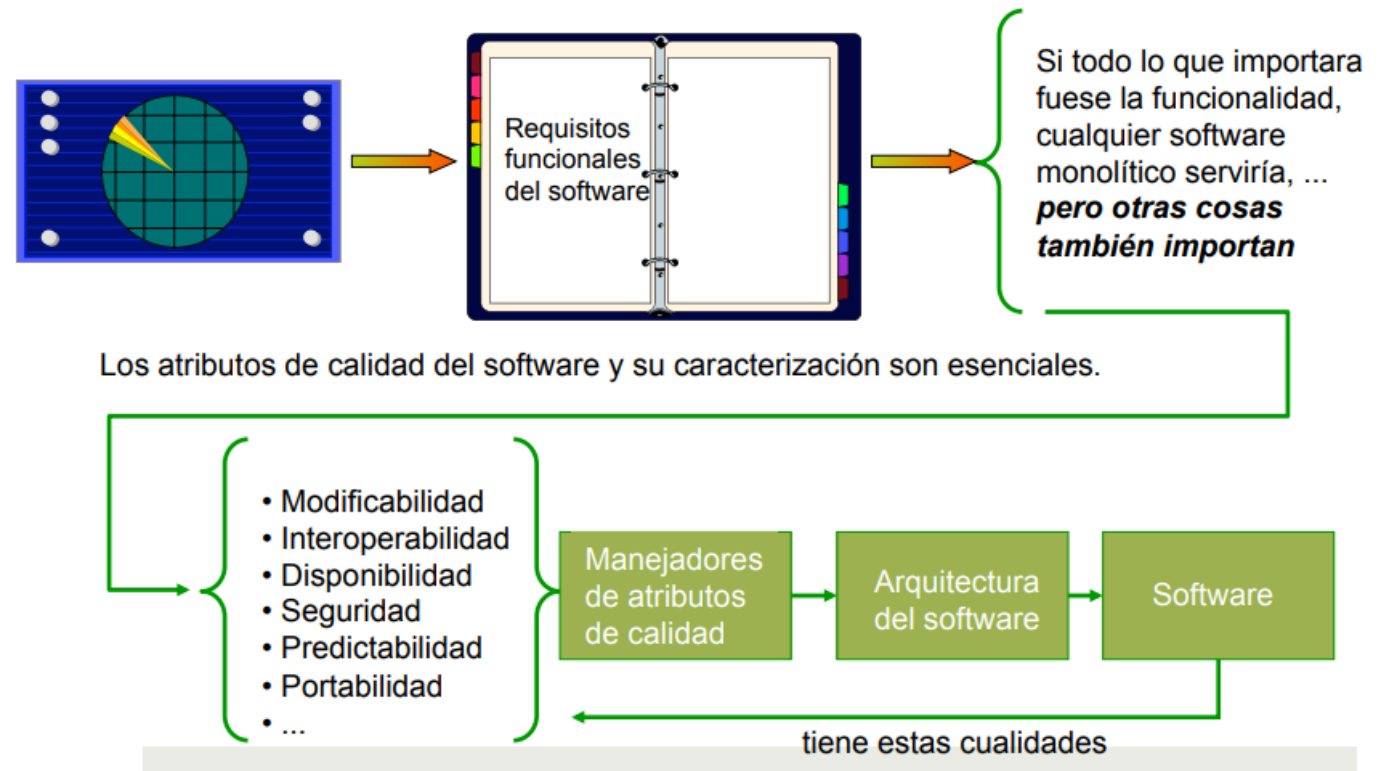 Requisitos
funcionales
del software
Si todo lo que importara
fuese la funcionalidad,
cualquier software
monolítico serviría, ...
pero otras cosas
también importan
Los atributos de calidad del software y su caracterización son esenciales.
• Modificabilidad
• Interoperabilidad
• Disponibilidad
• Seguridad
• Predictabilidad
• Portabilidad
• ...
Manejadores
de atributos
de calidad
Arquitectura
del software
Software
tiene estas cualidades